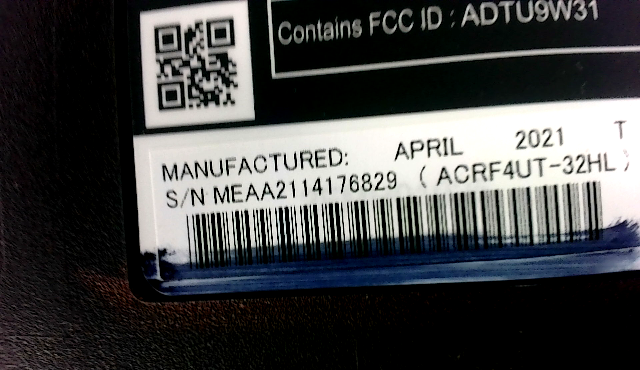 Contains FCC ID : ADTU9W31
MANUFACTURED: APRIL 2021 T
S/N MEAA2114176829 ( ACRF4UT-32HL )